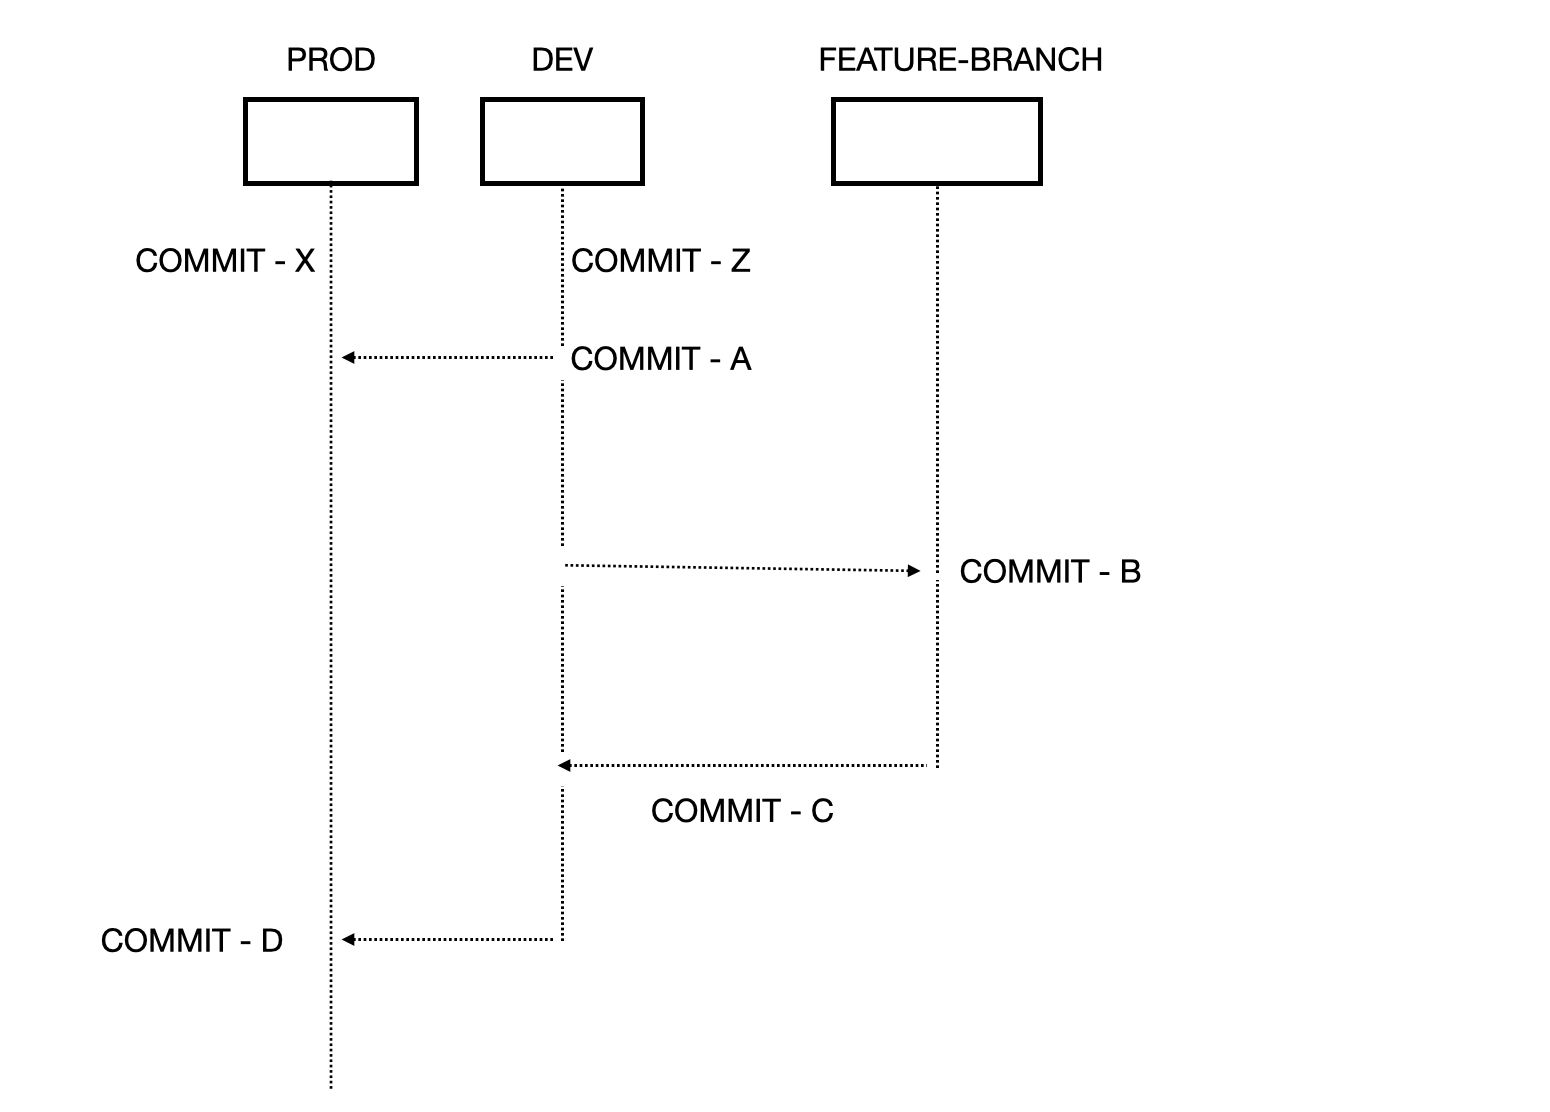 PROD
DEV
FEATURE-BRANCH
COMMIT - X
COMMIT - Z
COMMIT - A
COMMIT - B
COMMIT - C
COMMIT - D